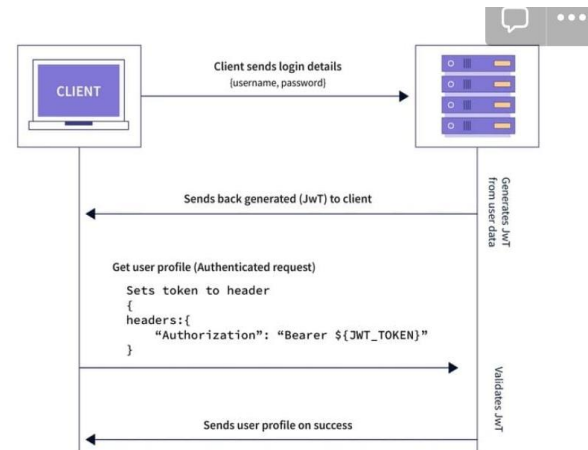 CLIENT
Client sends login details
{username, password}
Generates JwT
from user data
Sends back generated (JwT) to client
Get user profile (Authenticated request)
Sets token to header
{
headers:{
“Authorization”: “Bearer ${JWT_TOKEN}”
}
Validates JwT
Sends user profile on success